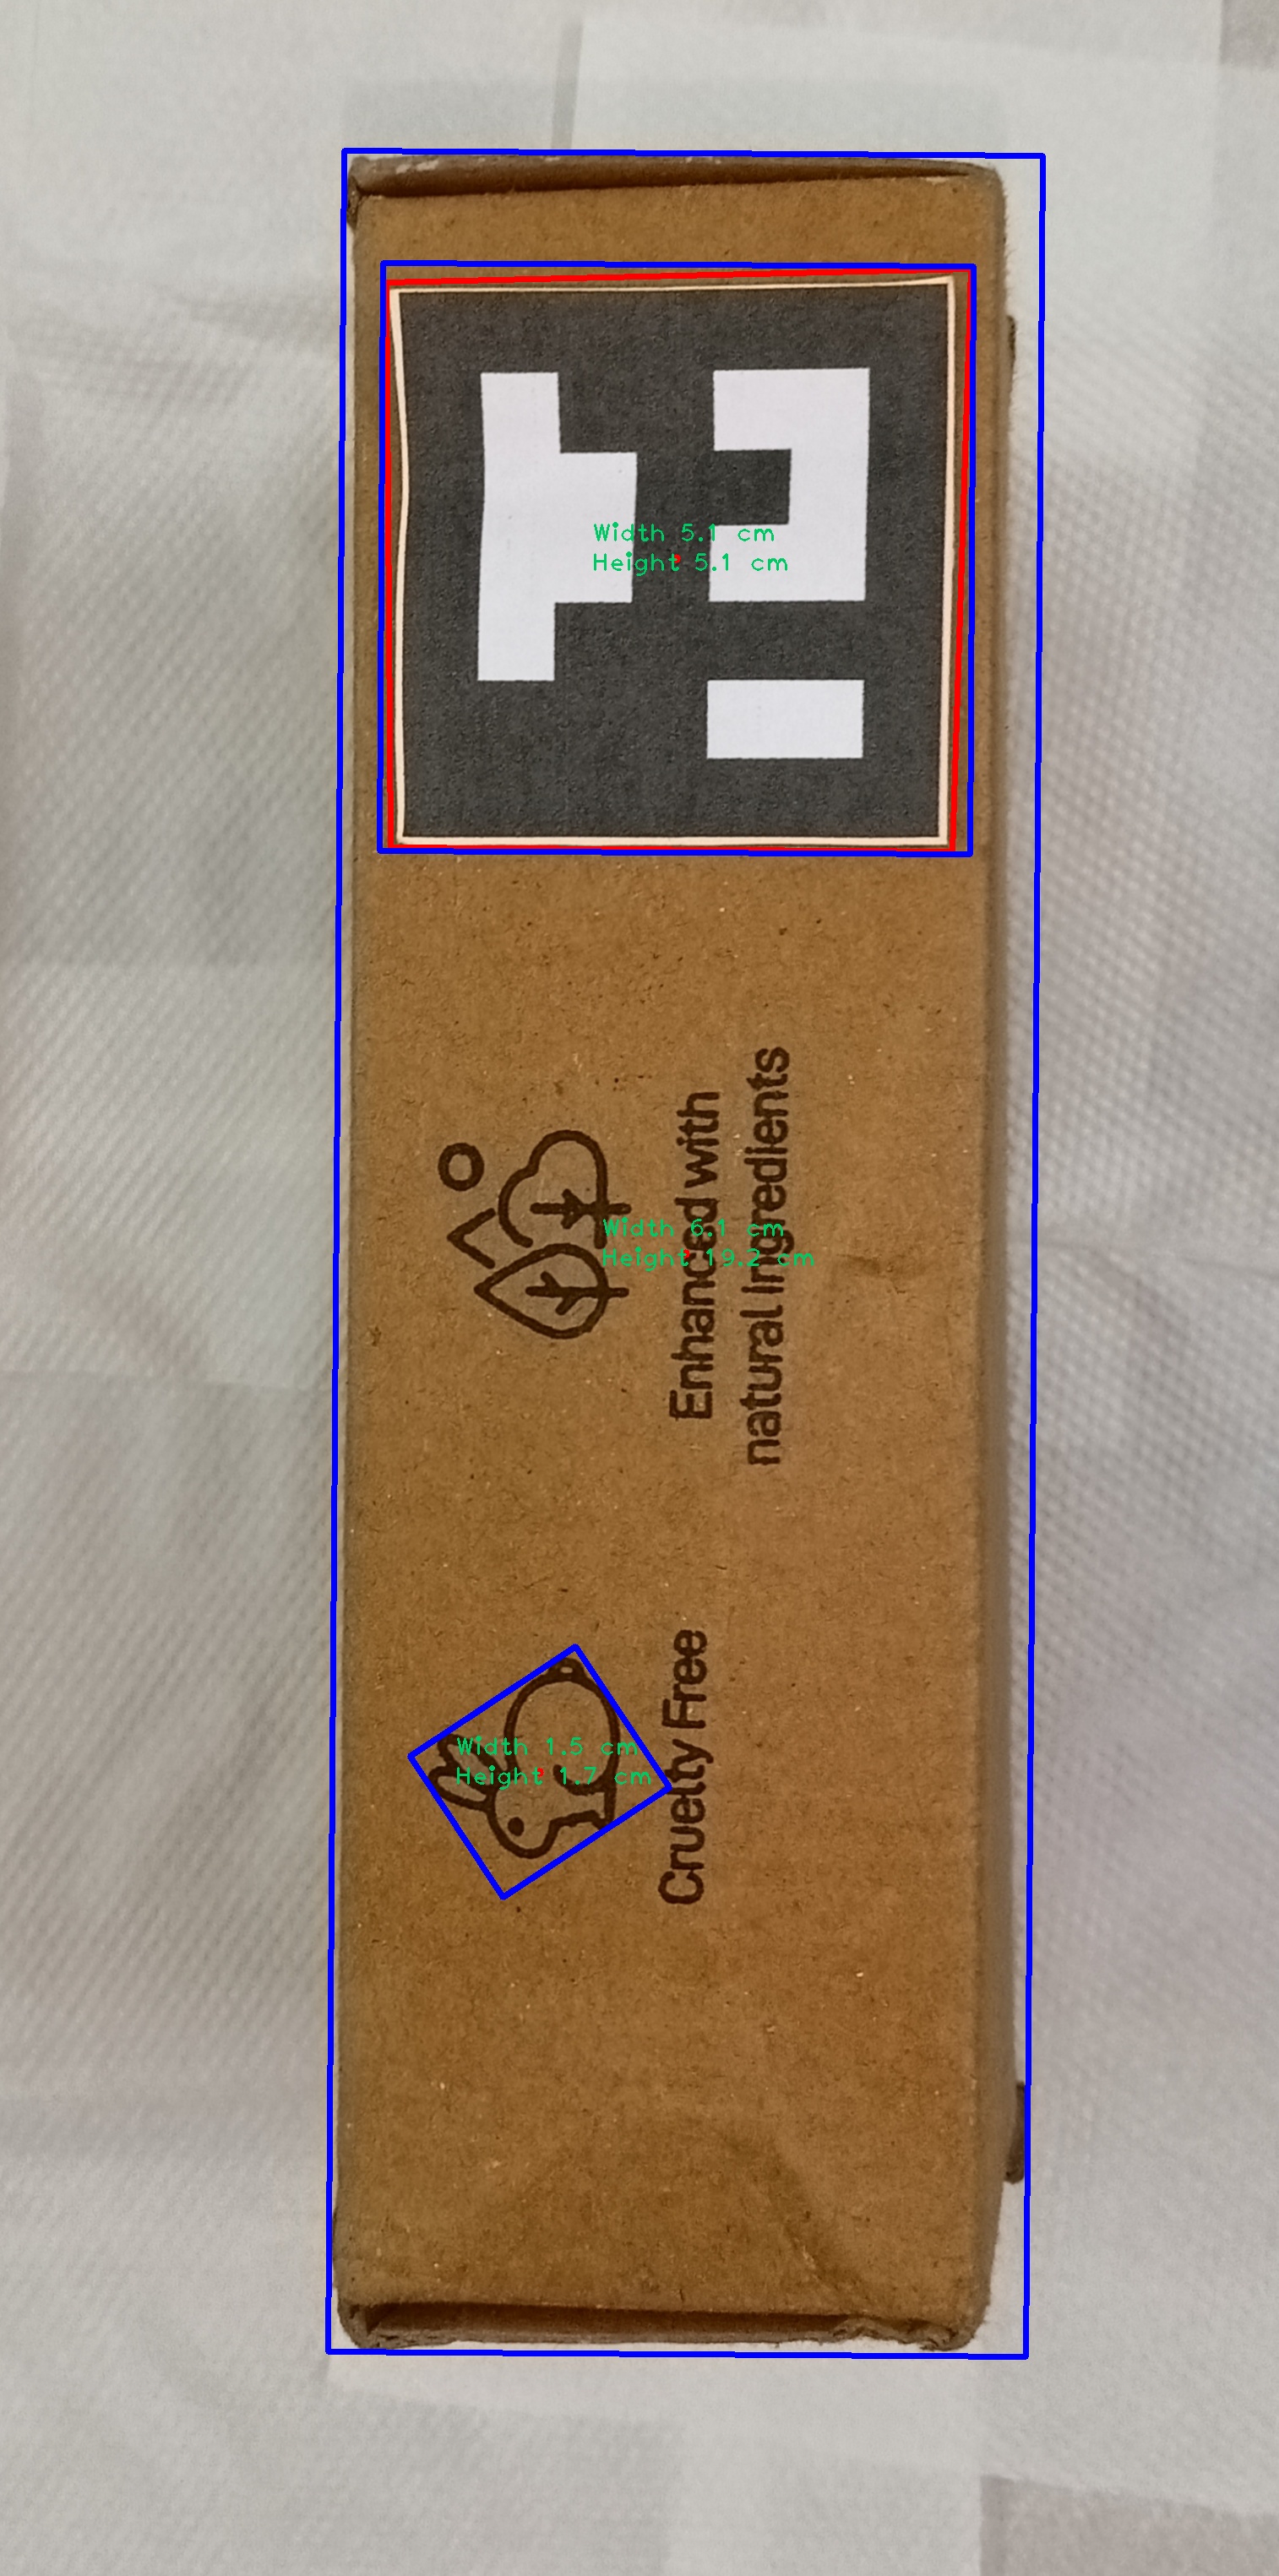 Width 5.1 cm
Height 5.1 cm
Enhanced with
natural ingredients
Width 6.1 cm
Height 19.2 cm
Cruelty Free
Width 1.5 cm
Height 1.7 cm